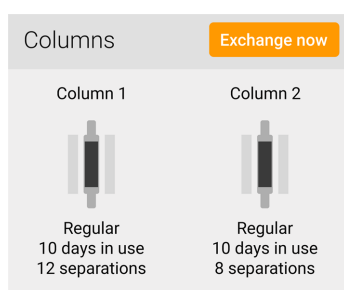 Columns
Exchange now
Column 1
Column 2
Regular
10 days in use
12 separations
Regular
10 days in use
8 separations